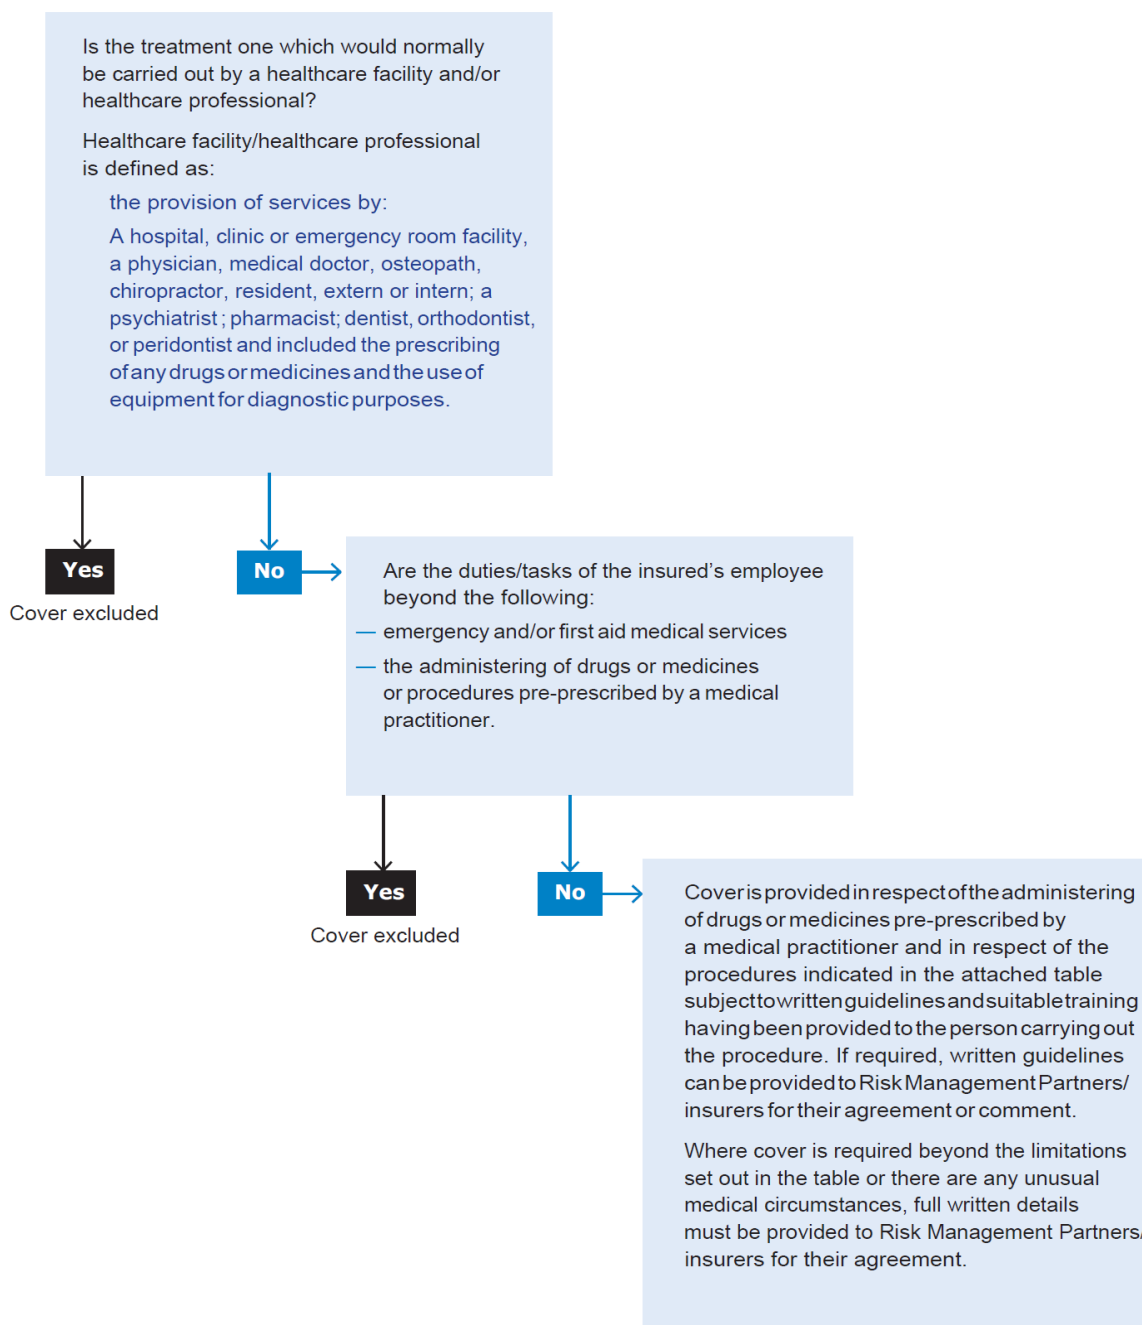 Is the treatment one which would normally
be carried out by a healthcare facility and/or
healthcare professional?
Healthcare facility/healthcare professional
is defined as:
the provision of services by:
A hospital, clinic or emergency room facility,
a physician, medical doctor, osteopath,
chiropractor, resident, extern or intern; a
psychiatrist; pharmacist; dentist, orthodontist,
or peridontist and included the prescribing
of any drugs or medicines and the use of
equipment for diagnostic purposes.
Yes
Cover excluded
No
Are the duties/tasks of the insured's employee
beyond the following:
— emergency and/or first aid medical services
— the administering of drugs or medicines
or procedures pre-prescribed by a medical
practitioner.
Yes
Cover excluded
No
Cover is provided in respect of the administering
of drugs or medicines pre-prescribed by
a medical practitioner and in respect of the
procedures indicated in the attached table
subject to written guidelines and suitable training
having been provided to the person carrying out
the procedure. If required, written guidelines
can be provided to Risk Management Partners/
insurers for their agreement or comment.
Where cover is required beyond the limitations
set out in the table or there are any unusual
medical circumstances, full written details
must be provided to Risk Management Partners/
insurers for their agreement.